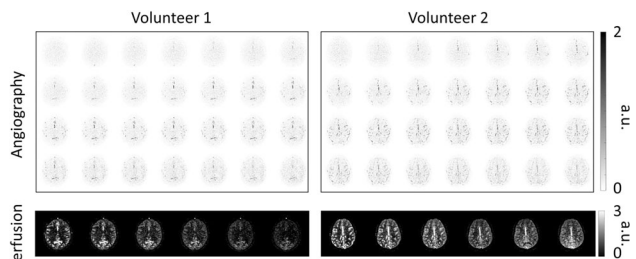 Volunteer 1
Volunteer 2
Angiography
2
a.u.
0
erfusion
3
a.u.
0